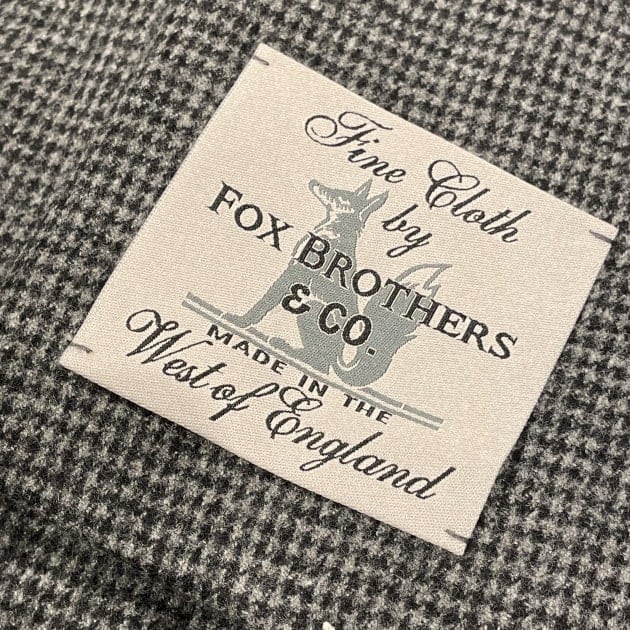 Fine Cloth
by
FOX BROTHERS
& CO.
MADE IN THE
West of England